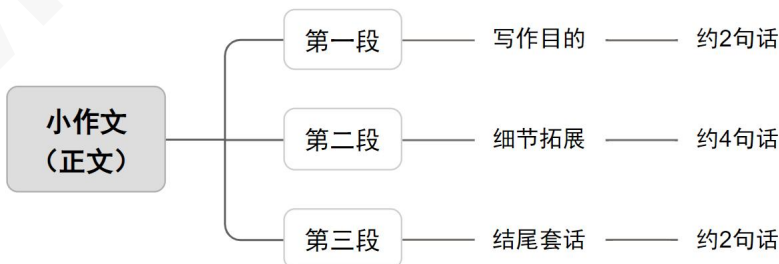 小作文
（正文）
第一段 写作目的 约2句话
第二段 细节拓展 约4句话
第三段 结尾套话 约2句话